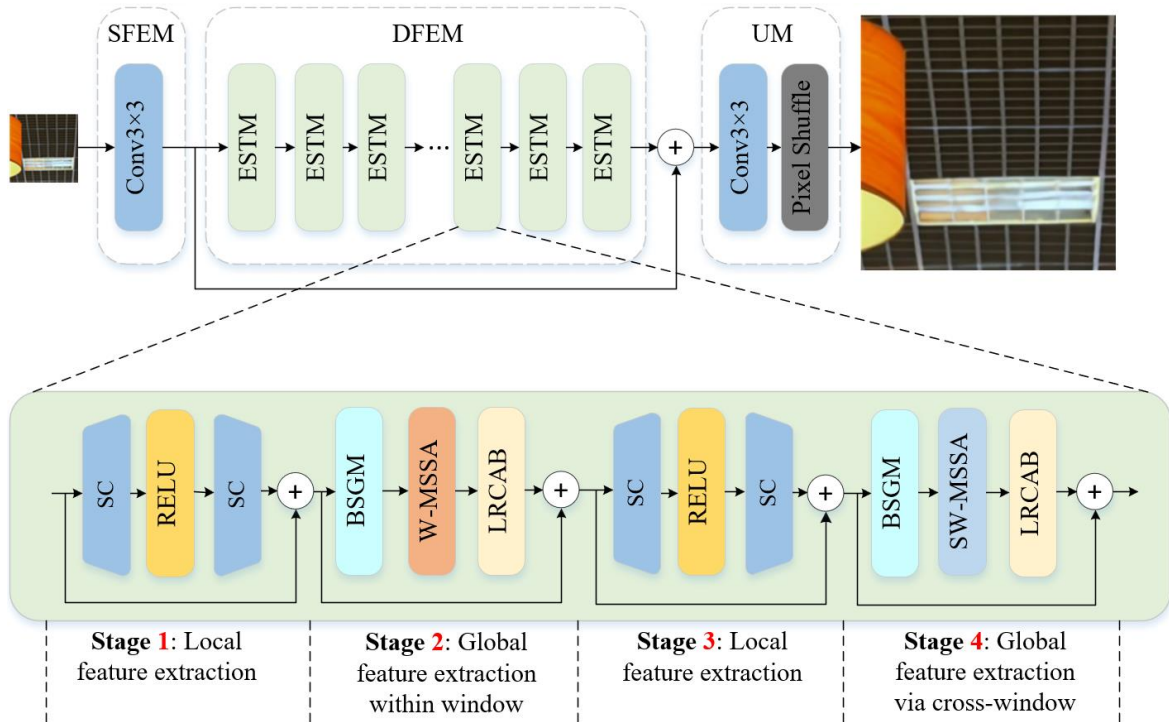 SFEM
DFEM
UM
Conv3×3
ESTM
ESTM
ESTM
...
ESTM
ESTM
ESTM
+
Conv3×3
Pixel Shuffle
SC
RELU
SC
+
BSGM
W-MSSA
LRCAB
+
SC
RELU
SC
+
BSGM
SW-MSSA
LRCAB
+
Stage 1: Local
feature extraction
Stage 2: Global
feature extraction
within window
Stage 3: Local
feature extraction
Stage 4: Global
feature extraction
via cross-window